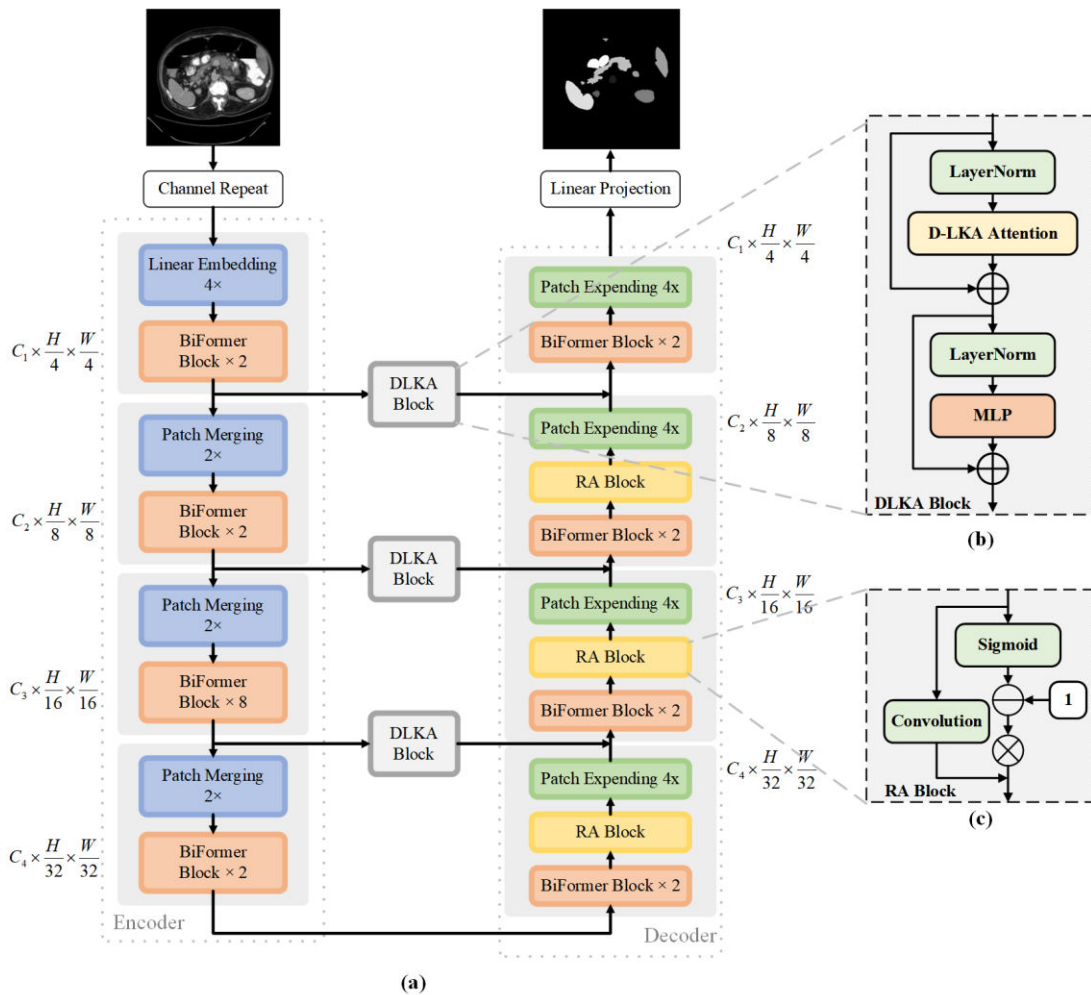 Channel Repeat
Linear Embedding
4×
BiFormer
Block × 2
C₁ × H/4 × W/4
Patch Merging
2×
BiFormer
Block × 2
C₂ × H/8 × W/8
Patch Merging
2×
BiFormer
Block × 8
C₃ × H/16 × W/16
Patch Merging
2×
BiFormer
Block × 2
C₄ × H/32 × W/32
Encoder
DLKA
Block
DLKA
Block
DLKA
Block
Linear Projection
C₁ × H/4 × W/4
Patch Expending 4x
BiFormer Block × 2
C₂ × H/8 × W/8
Patch Expending 4x
RA Block
BiFormer Block × 2
C₃ × H/16 × W/16
Patch Expending 4x
RA Block
BiFormer Block × 2
C₄ × H/32 × W/32
Patch Expending 4x
RA Block
BiFormer Block × 2
Decoder
(a)
LayerNorm
D-LKA Attention
LayerNorm
MLP
DLKA Block
(b)
Sigmoid
1
Convolution
RA Block
(c)